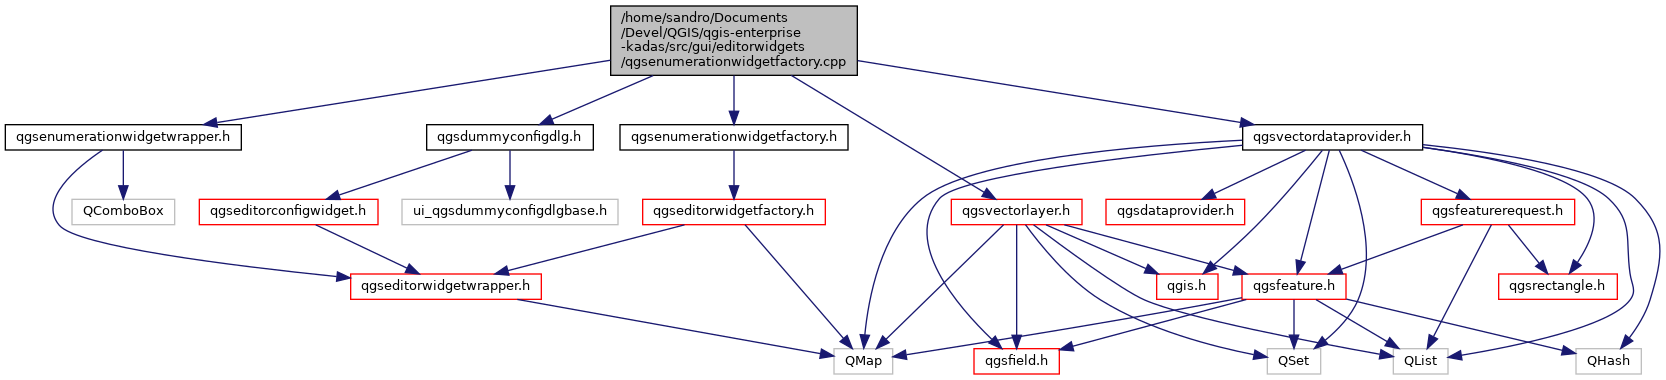 /home/sandro/Documents
/Devel/QGIS/qgis-enterprise
-kadas/src/gui/editorwidgets
/qgsenumerationwidgetfactory.cpp
qgsenumerationwidgetwrapper.h
qgsdummyconfigdlg.h
qgsenumerationwidgetfactory.h
qgsvectordataprovider.h
QComboBox
qgseditorconfigwidget.h
ui_qgsdummyconfigdlgbase.h
qgseditorwidgetfactory.h
qgsvectorlayer.h
qgsdataprovider.h
qgsfeaturerequest.h
qgseditorwidgetwrapper.h
qgis.h
qgsfeature.h
qgsrectangle.h
QMap
qgsfield.h
QSet
QList
QHash